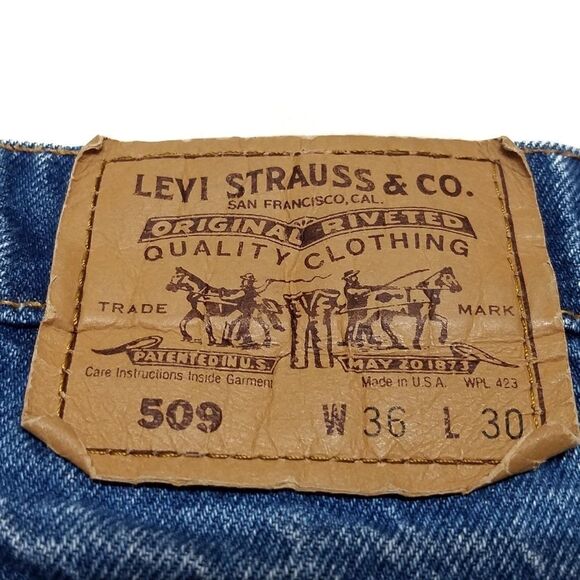 LEVI STRAUSS & CO.
SAN FRANCISCO, CAL.
ORIGINAL RIVETED
QUALITY CLOTHING
TRADE MARK
PATENTED IN U.S. MAY 20 1873
Care Instructions Inside Garment Made in U.S.A. WPL 423
509 W 36 L 30